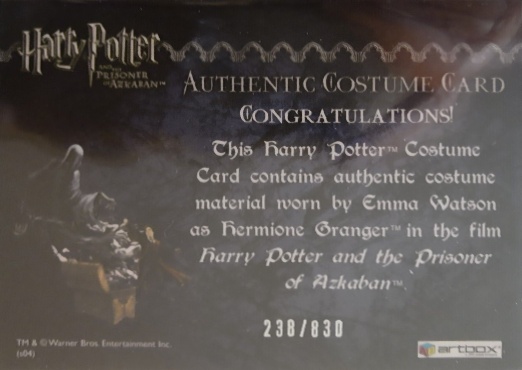 Harry Potter
AND THE
PRISONER
OF AZKABAN™
AUTHENTIC COSTUME CARD
CONGRATULATIONS!
This Harry Potter™ Costume
Card contains authentic costume
material worn by Emma Watson
as Hermione Granger™ in the film
Harry Potter and the Prisoner
of Azkaban™.
238/830
TM & © Warner Bros. Entertainment Inc.
(s04)
artbox